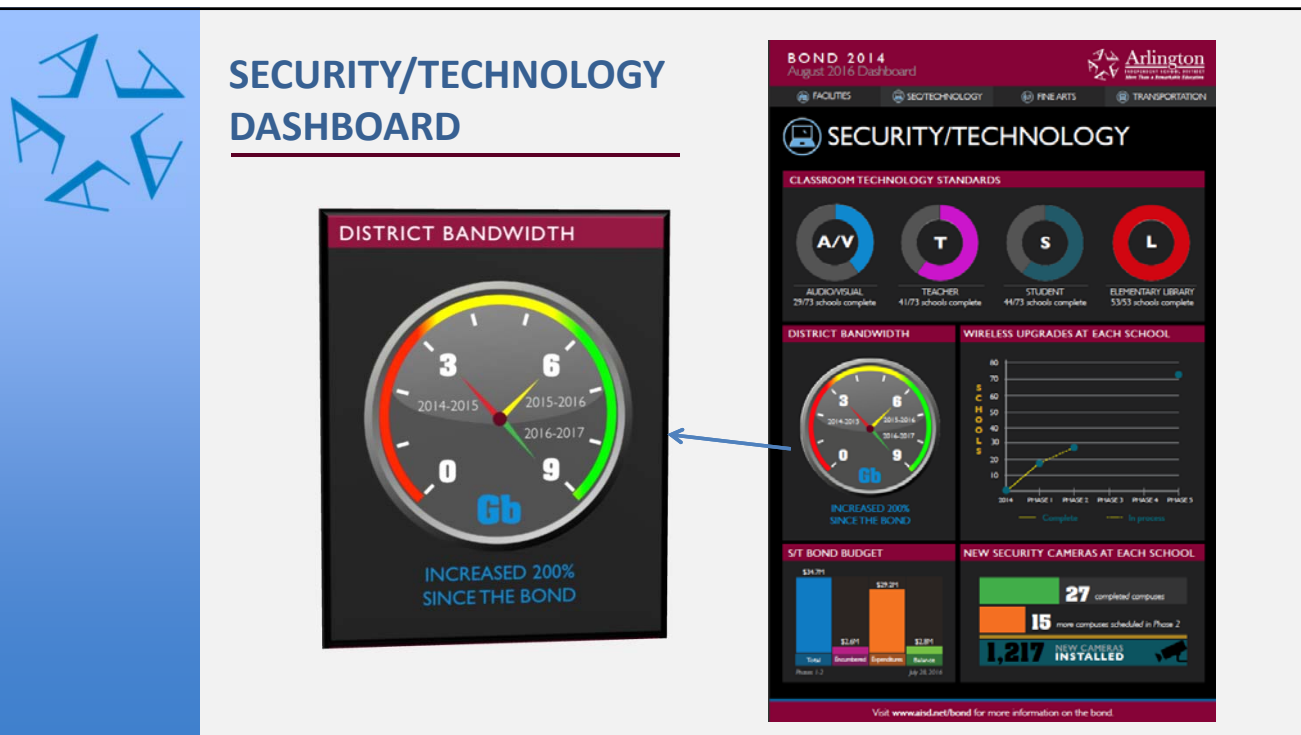 SECURITY/TECHNOLOGY
DASHBOARD
DISTRICT BANDWIDTH
3
6
2014-2015
2015-2016
2016-2017
0
9
Gb
INCREASED 200%
SINCE THE BOND
BOND 2014
August 2016 Dashboard
Arlington
INDEPENDENT SCHOOL DISTRICT
More Than a Remarkable Education
FACILITIES
SEC/TECHNOLOGY
FINE ARTS
TRANSPORTATION
SECURITY/TECHNOLOGY
CLASSROOM TECHNOLOGY STANDARDS
A/V
T
S
L
AUDIO/VISUAL
29/73 schools complete
TEACHER
41/73 schools complete
STUDENT
44/73 schools complete
ELEMENTARY LIBRARY
53/53 schools complete
DISTRICT BANDWIDTH
3
6
2014-2015
2015-2016
2016-2017
0
9
Gb
INCREASED 200%
SINCE THE BOND
WIRELESS UPGRADES AT EACH SCHOOL
SCHOOLS
80
70
60
50
40
30
20
10
2014
PHASE 1
PHASE 2
PHASE 3
PHASE 4
PHASE 5
Complete
In process
S/T BOND BUDGET
$34.7M
$2.6M
$29.2M
$2.8M
Total
Encumbered
Expenditures
Balance
Phases 1-2
July 28, 2016
NEW SECURITY CAMERAS AT EACH SCHOOL
27 completed campuses
15 more campuses scheduled in Phase 2
1,217 NEW CAMERAS
INSTALLED
Visit www.aisd.net/bond for more information on the bond.